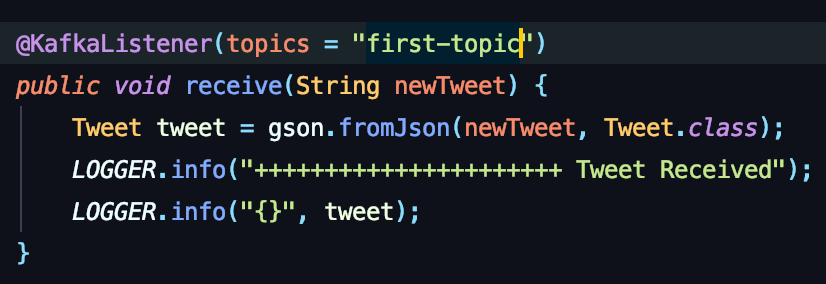 @KafkaListener(topics = "first-topic")
public void receive(String newTweet) {
    Tweet tweet = gson.fromJson(newTweet, Tweet.class);
    LOGGER.info("++++++++++++++++++++++ Tweet Received");
    LOGGER.info("{}", tweet);
}